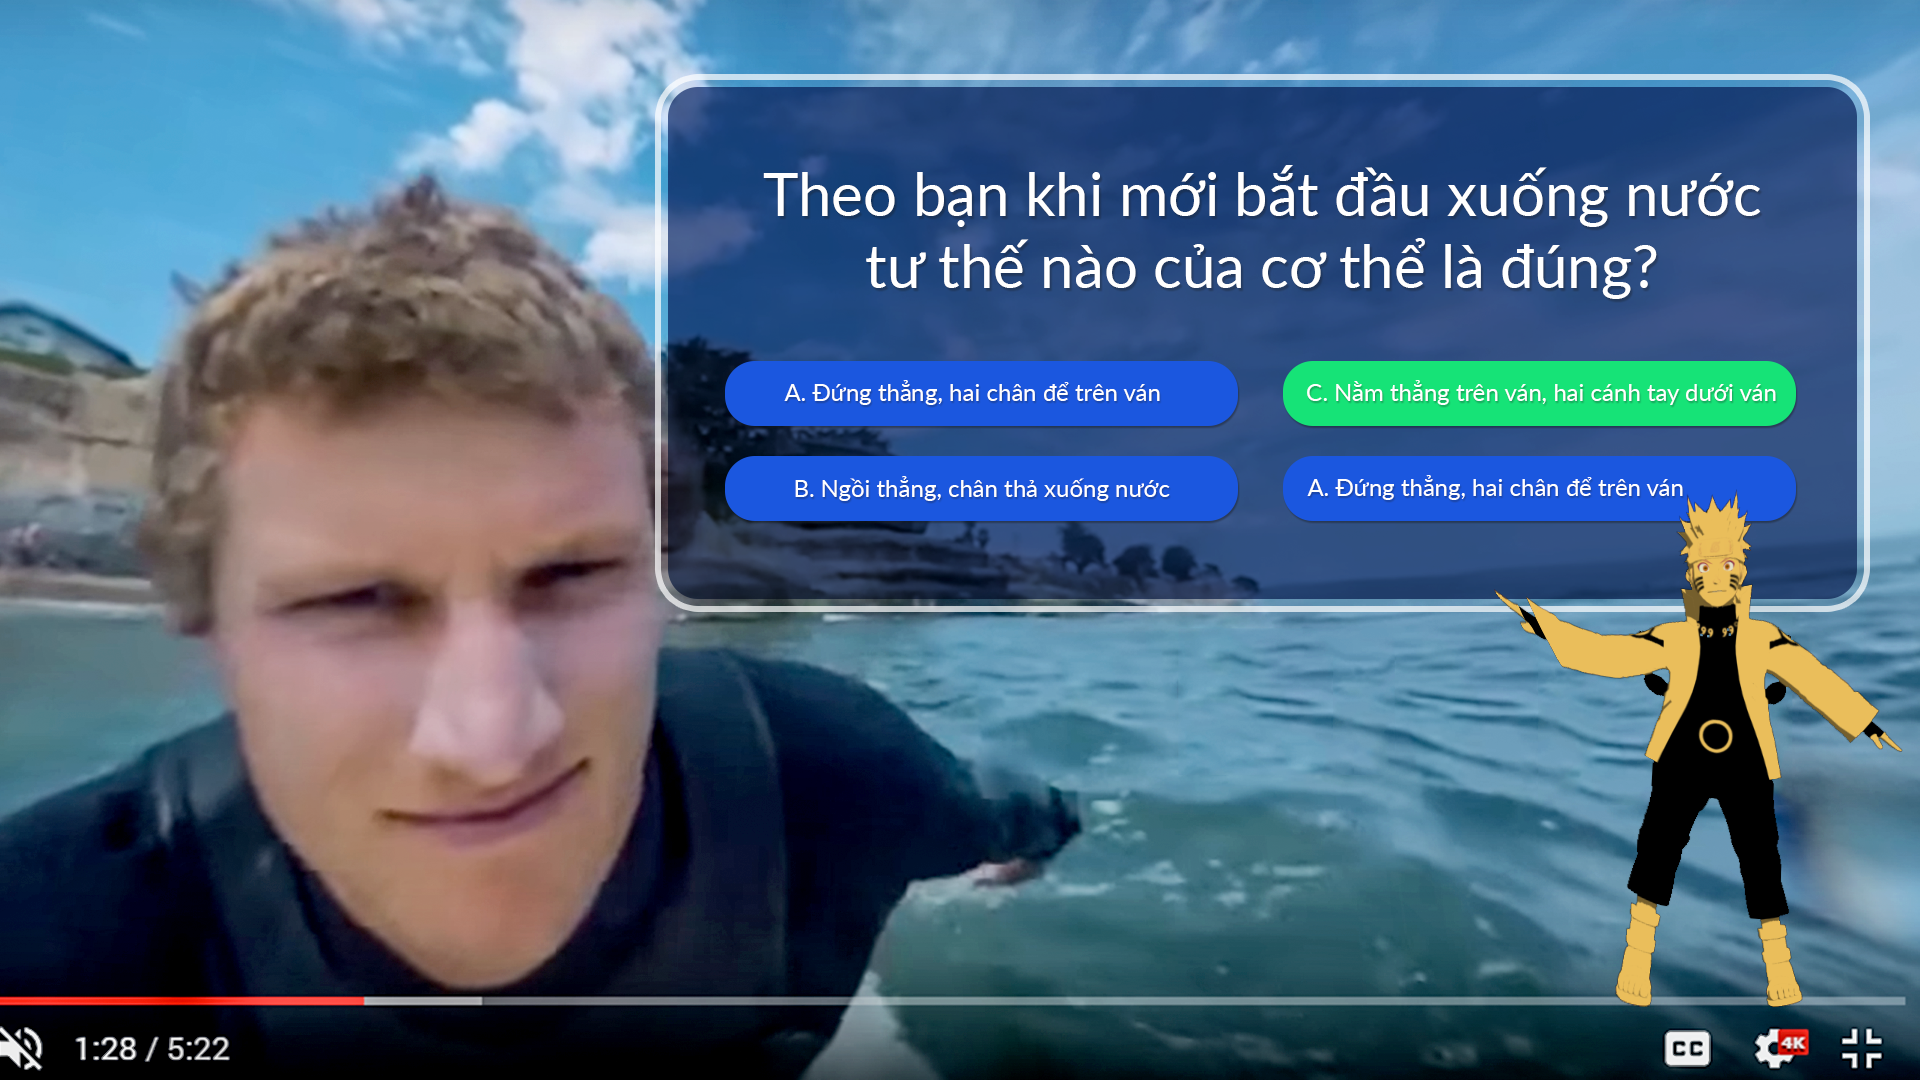 Theo bạn khi mới bắt đầu xuống nước
tư thế nào của cơ thể là đúng?
A. Đứng thẳng, hai chân để trên ván
C. Nằm thẳng trên ván, hai cánh tay dưới ván
B. Ngồi thẳng, chân thả xuống nước
A. Đứng thẳng, hai chân để trên ván
1:28 / 5:22
CC
4K